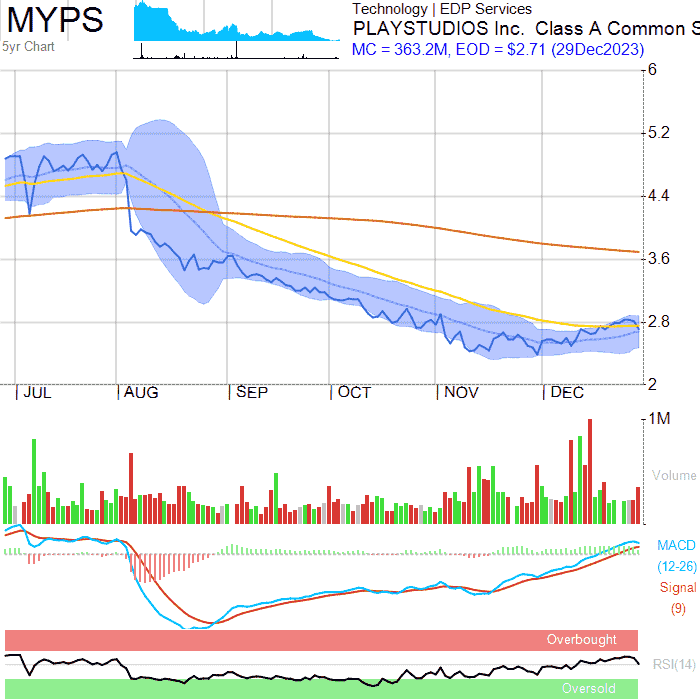 MYPS
5yr Chart
Technology | EDP Services
PLAYSTUDIOS Inc.  Class A Common S
MC = 363.2M, EOD = $2.71 (29Dec2023)
6
5.2
4.4
3.6
2.8
2
JUL
AUG
SEP
OCT
NOV
DEC
1M
Volume
MACD
(12-26)
Signal
(9)
Overbought
RSI(14)
Oversold